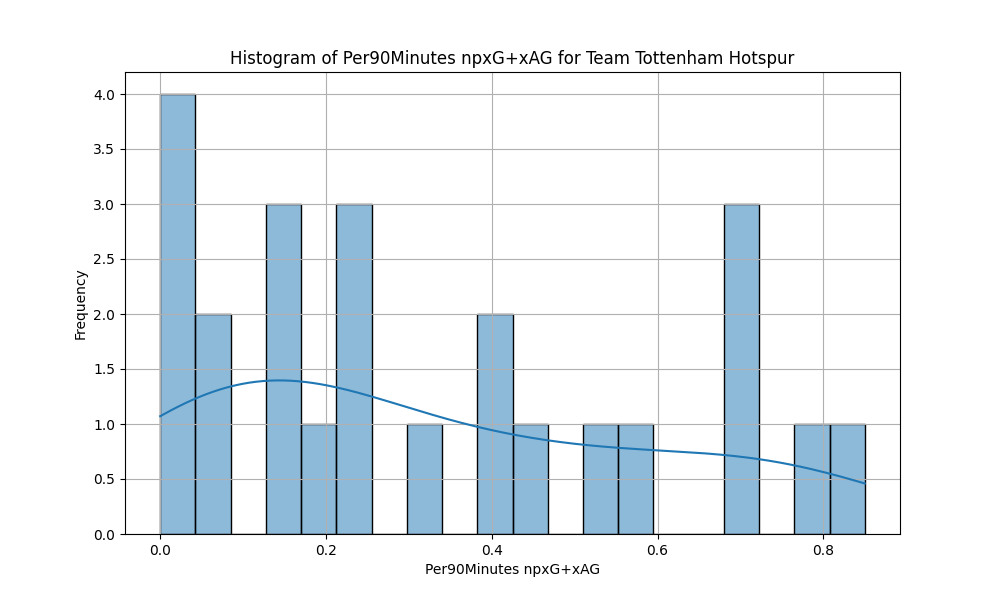 Histogram of Per90Minutes npxG+xAG for Team Tottenham Hotspur
4.0
3.5
3.0
2.5
2.0
1.5
1.0
0.5
0.0
Frequency
0.0 0.2 0.4 0.6 0.8
Per90Minutes npxG+xAG